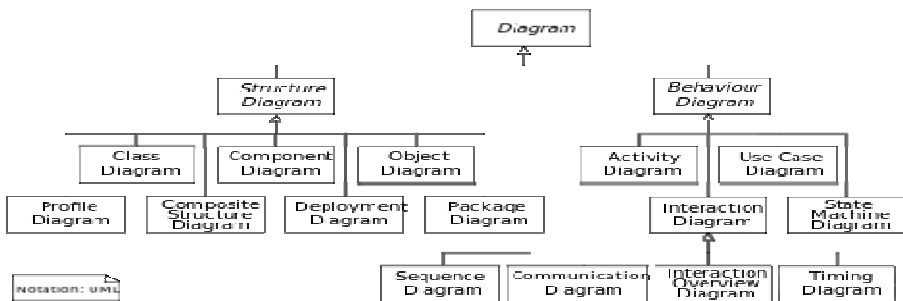 Diagram
Structure
Diagram
Behaviour
Diagram
Class
Diagram
Component
Diagram
Object
Diagram
Activity
Diagram
Use Case
Diagram
Profile
Diagram
Composite
Structure
Diagram
Deployment
Diagram
Package
Diagram
Interaction
Diagram
State
Machine
Diagram
Notation: UML
Sequence
Diagram
Communication
Diagram
Interaction
Overview
Diagram
Timing
Diagram